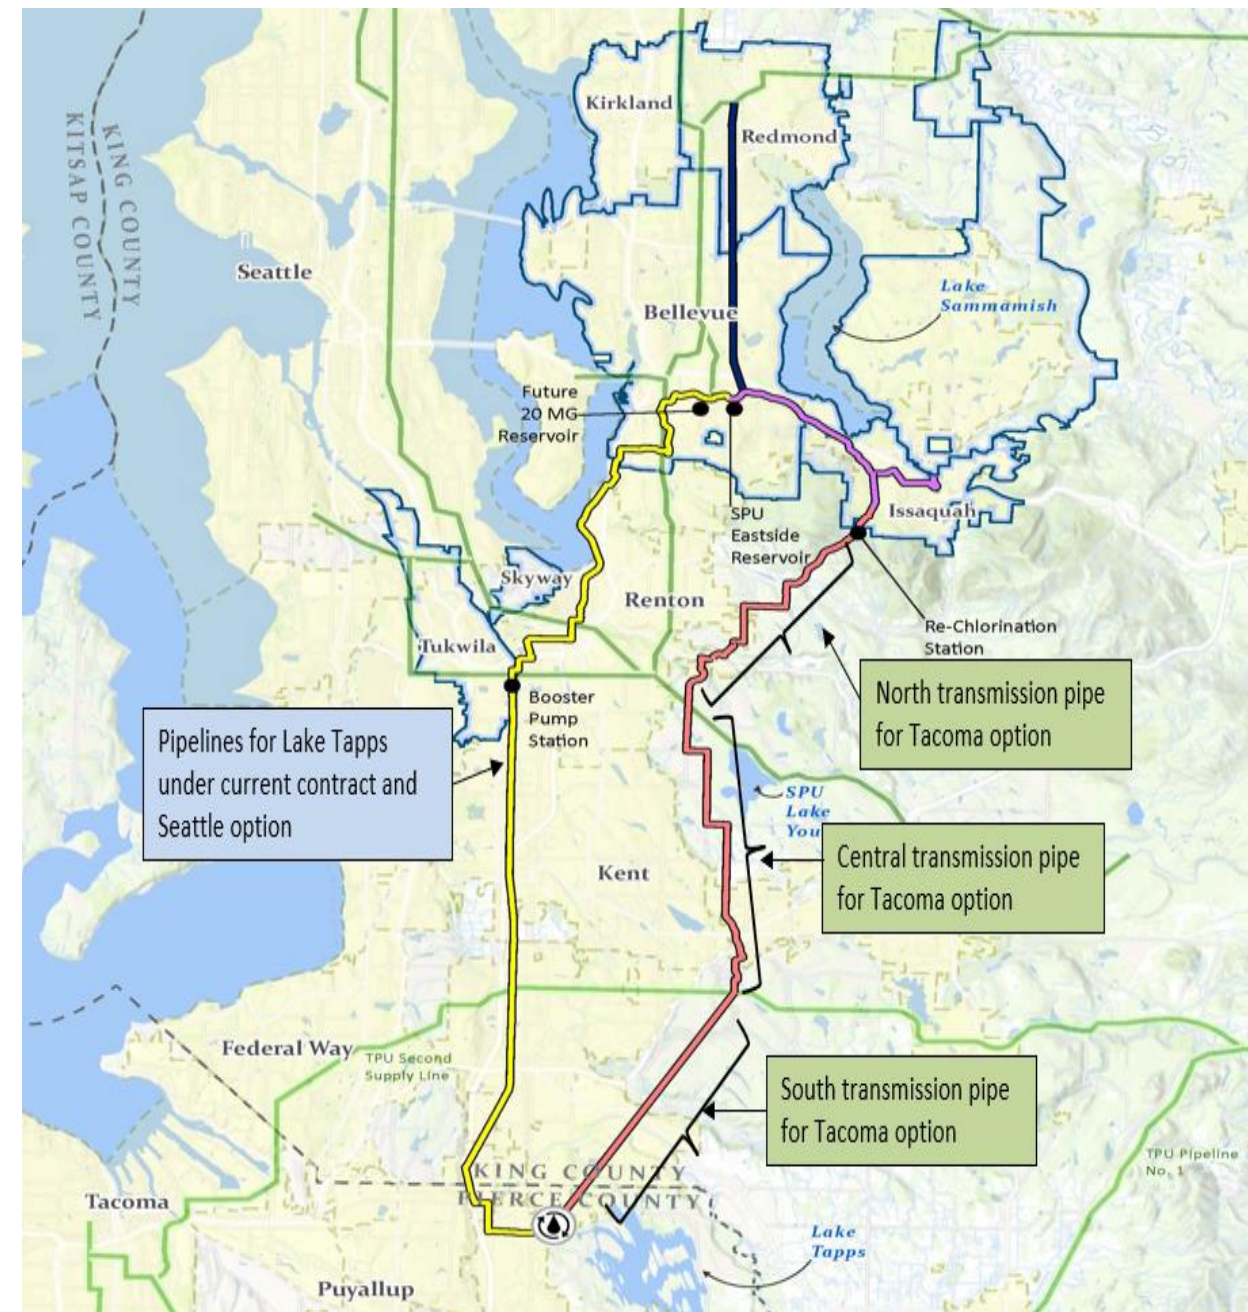 Kirkland
Redmond
KING COUNTY
KITSAP COUNTY
Seattle
Lake
Sammamish
Bellevue
Future
20 MG
Reservoir
SPU
Eastside
Reservoir
Issaquah
Skyway
Renton
Tukwila
Re-Chlorination
Station
Booster
Pump
Station
North transmission pipe
for Tacoma option
Pipelines for Lake Tapps
under current contract and
Seattle option
SPU
Lake
You
Central transmission pipe
for Tacoma option
Kent
Federal Way
TPU Second
Supply Line
South transmission pipe
for Tacoma option
TPU Pipeline
No. 1
KING COUNTY
PIERCE COUNTY
Tacoma
Lake
Tapps
Puyallup